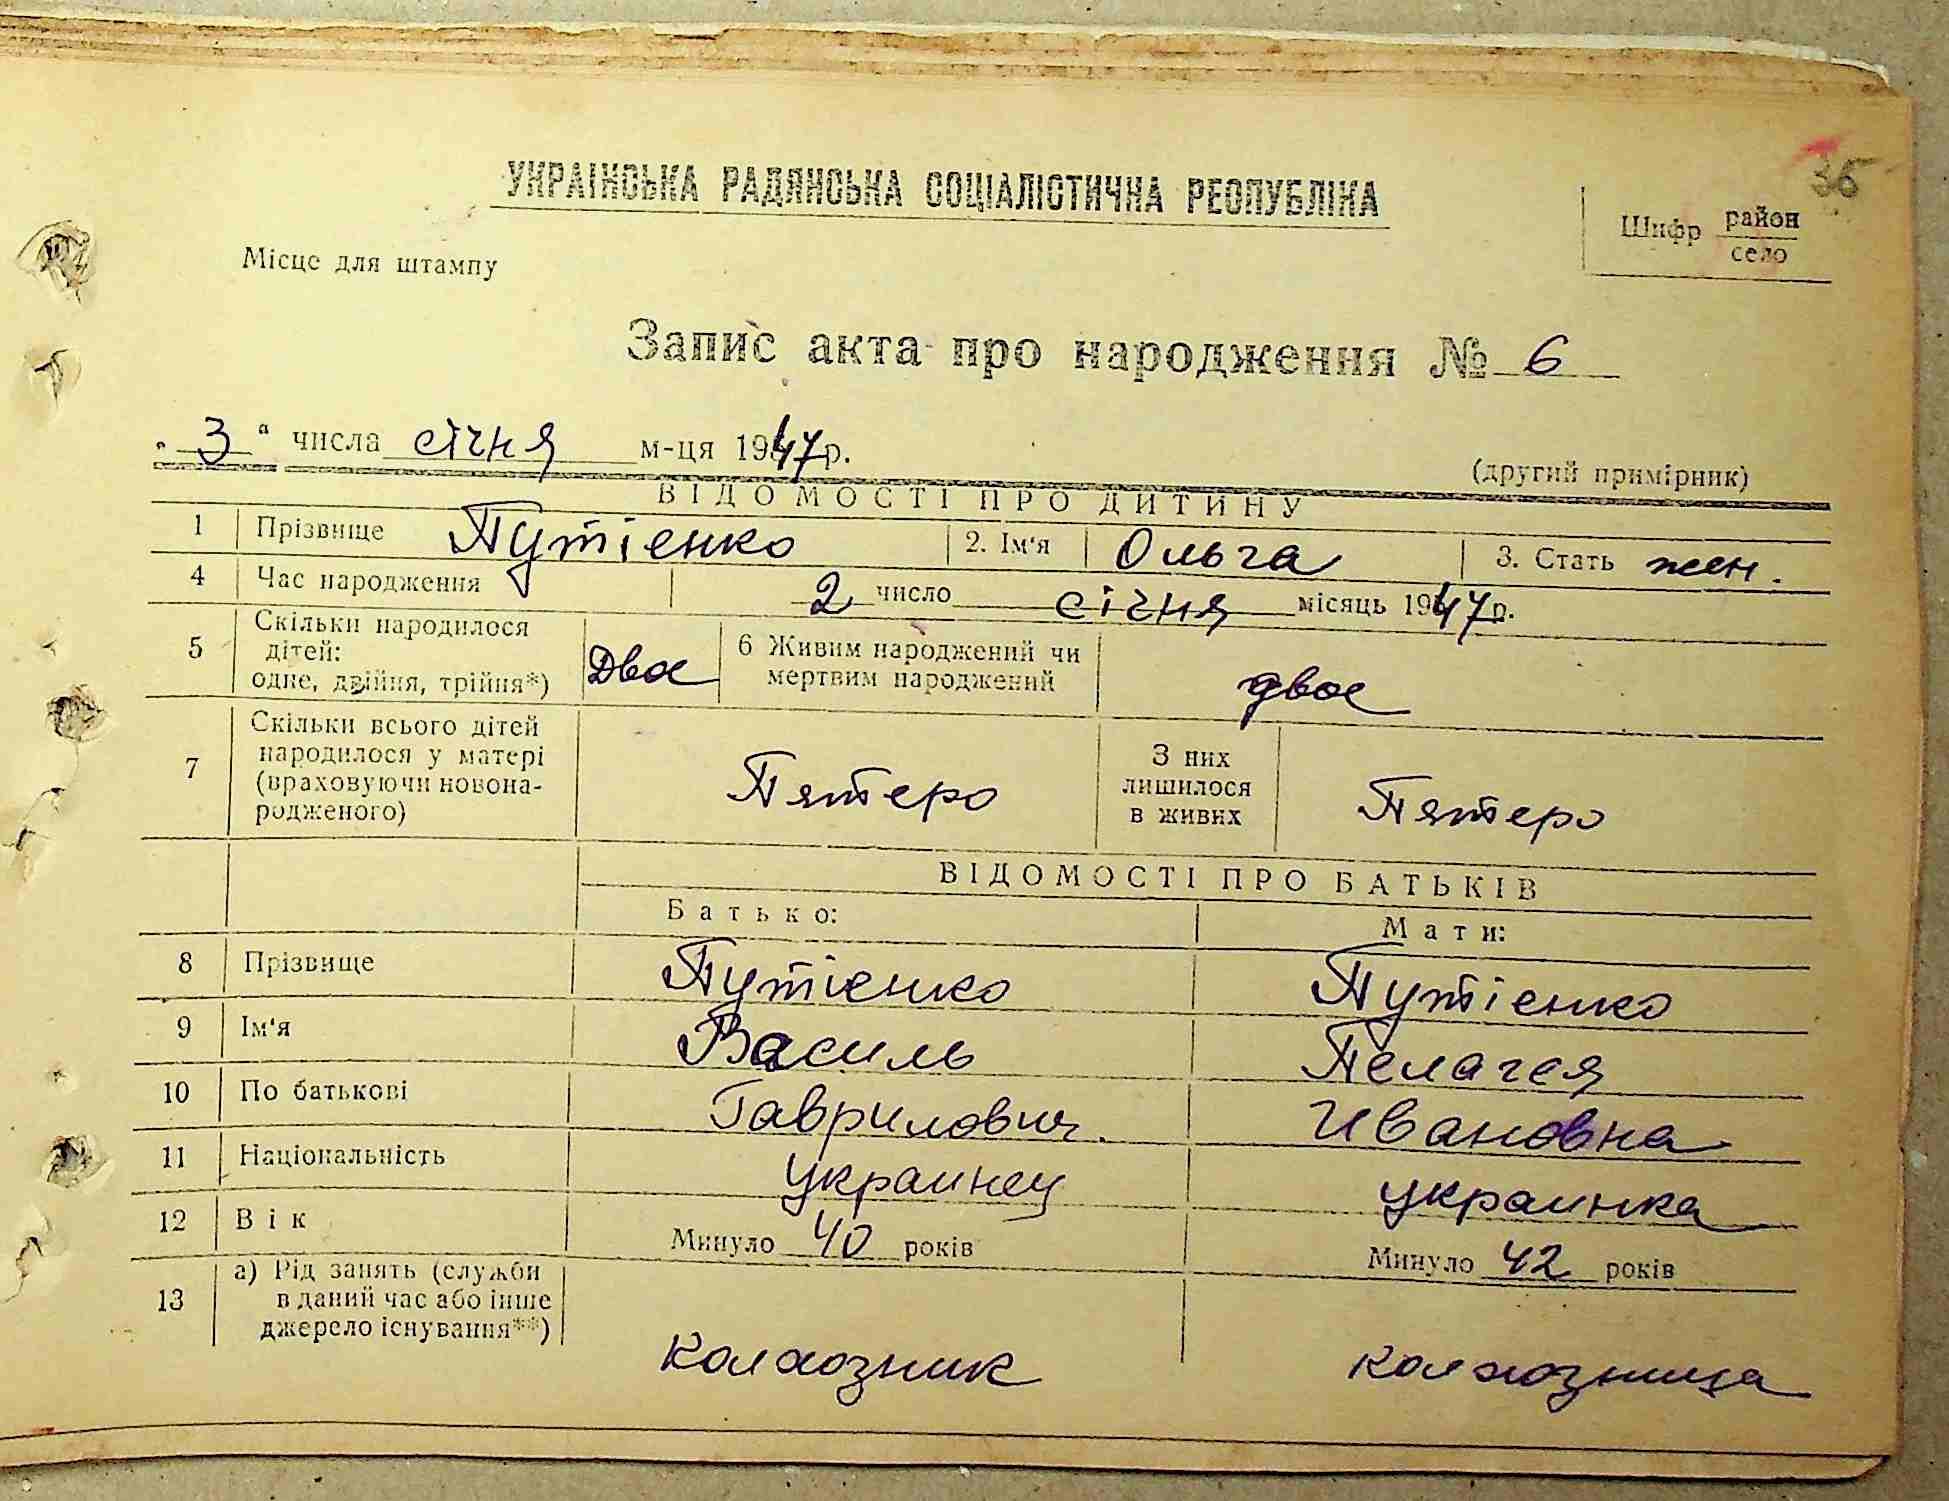 36
УКРАЇНСЬКА РАДЯНСЬКА СОЦІАЛІСТИЧНА РЕСПУБЛІКА
Шифр район
село
Місце для штампу
Запис акта про народження № 6
„ 3 " числа січня м-ця 1947 р.
(другий примірник)
ВІДОМОСТІ ПРО ДИТИНУ
1 Прізвище Путієнко 2. Ім'я Ольга 3. Стать жен.
4 Час народження 2 число січня місяць 1947 р.
5 Скільки народилося дітей: одне, двійня, трійня*) Двое 6 Живим народжений чи мертвим народжений двое
7 Скільки всього дітей народилося у матері (враховуючи новонародженого) Пятеро З них лишилося в живих Пятеро
ВІДОМОСТІ ПРО БАТЬКІВ
Батько: Мати:
8 Прізвище Путієнко Путієнко
9 Ім'я Василь Пелагея
10 По батькові Гаврилович. Ивановна
11 Національність украинец украинка
12 Вік Минуло 40 років Минуло 42 років
13 а) Рід занять (служби в даний час або інше джерело існування**)
колхозник колхозница